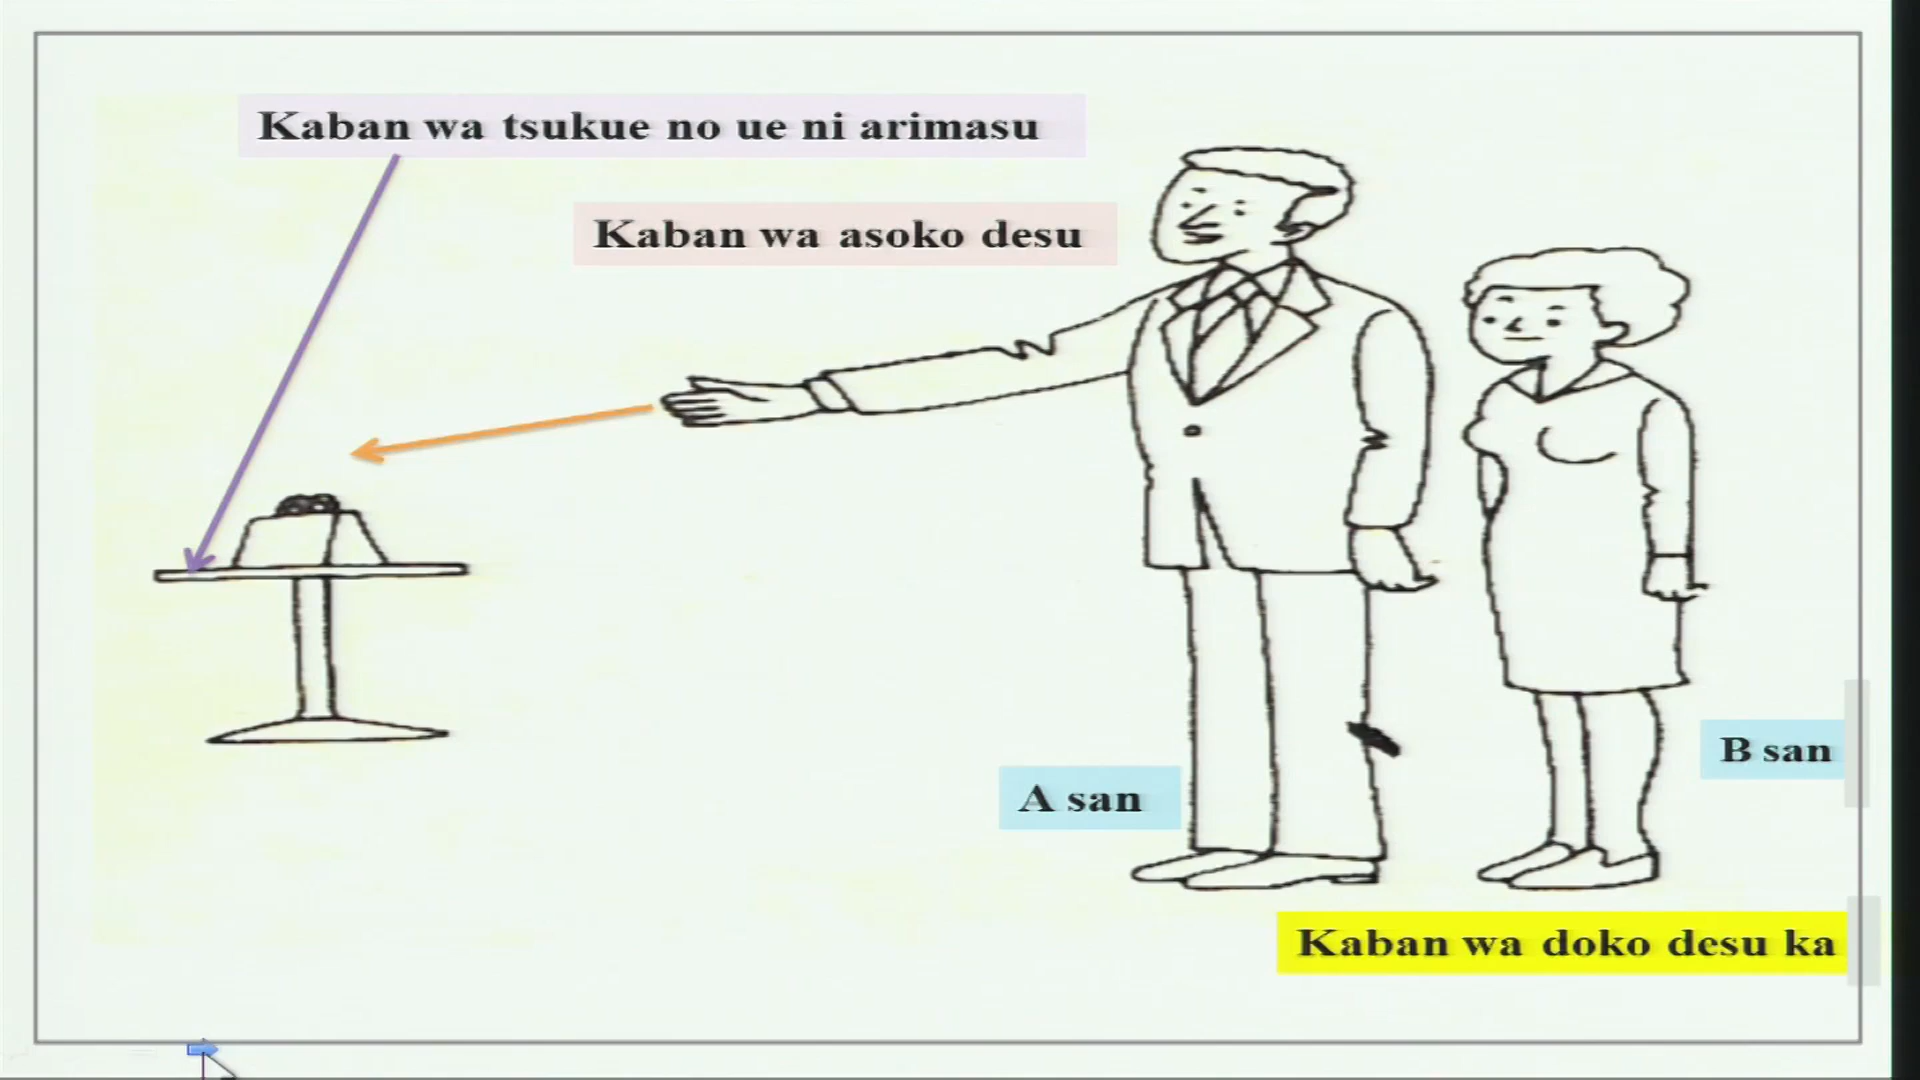 Kaban wa tsukue no ue ni arimasu
Kaban wa asoko desu
B san
A san
Kaban wa doko desu ka